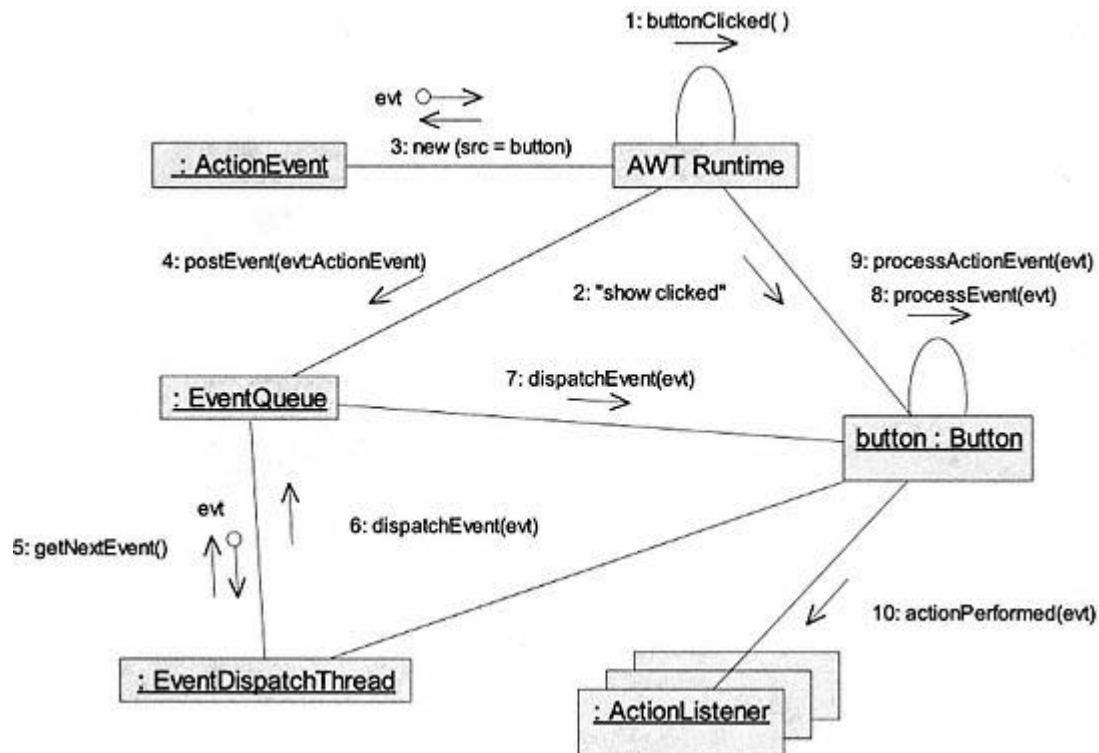 1: buttonClicked( )
evt
3: new (src = button)
: ActionEvent
AWT Runtime
4: postEvent(evt:ActionEvent)
2: "show clicked"
9: processActionEvent(evt)
8: processEvent(evt)
7: dispatchEvent(evt)
: EventQueue
button : Button
evt
6: dispatchEvent(evt)
5: getNextEvent()
10: actionPerformed(evt)
: EventDispatchThread
: ActionListener